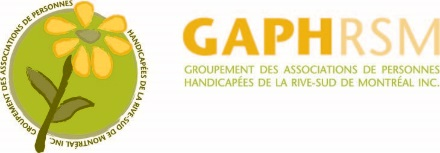 GROUPEMENT DES ASSOCIATIONS DE PERSONNES
HANDICAPÉES DE LA RIVE-SUD DE MONTRÉAL INC.
GAPHRSM
GROUPEMENT DES ASSOCIATIONS DE PERSONNES
HANDICAPÉES DE LA RIVE-SUD DE MONTRÉAL INC.